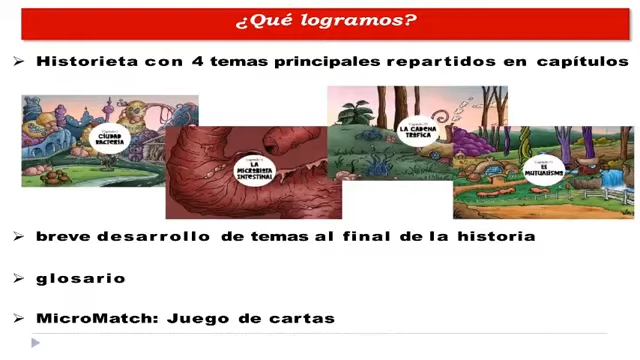 ¿Qué logramos?
Historieta con 4 temas principales repartidos en capítulos
CIUDAD
BACTERIA
LA
MICROBIOTA
INTESTINAL
LA CADENA
TRÓFICA
EL
MUTUALISMO
breve desarrollo de temas al final de la historia
glosario
MicroMatch: Juego de cartas